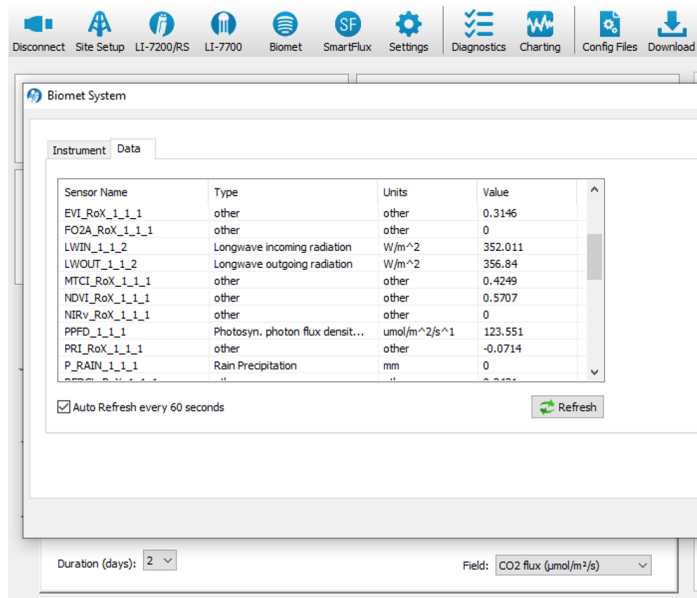 Disconnect Site Setup LI-7200/RS LI-7700 Biomet SmartFlux Settings Diagnostics Charting Config Files Download
SF
Biomet System
Instrument Data
Sensor Name Type Units Value
EVI_RoX_1_1_1 other other 0.3146
FO2A_RoX_1_1_1 other other 0
LWIN_1_1_2 Longwave incoming radiation W/m^2 352.011
LWOUT_1_1_2 Longwave outgoing radiation W/m^2 356.84
MTCI_RoX_1_1_1 other other 0.4249
NDVI_RoX_1_1_1 other other 0.5707
NIRv_RoX_1_1_1 other other 0
PPFD_1_1_1 Photosyn. photon flux densit... umol/m^2/s^1 123.551
PRI_RoX_1_1_1 other other -0.0714
P_RAIN_1_1_1 Rain Precipitation mm 0
Auto Refresh every 60 seconds Refresh
Duration (days): 2 Field: CO2 flux (µmol/m²/s)